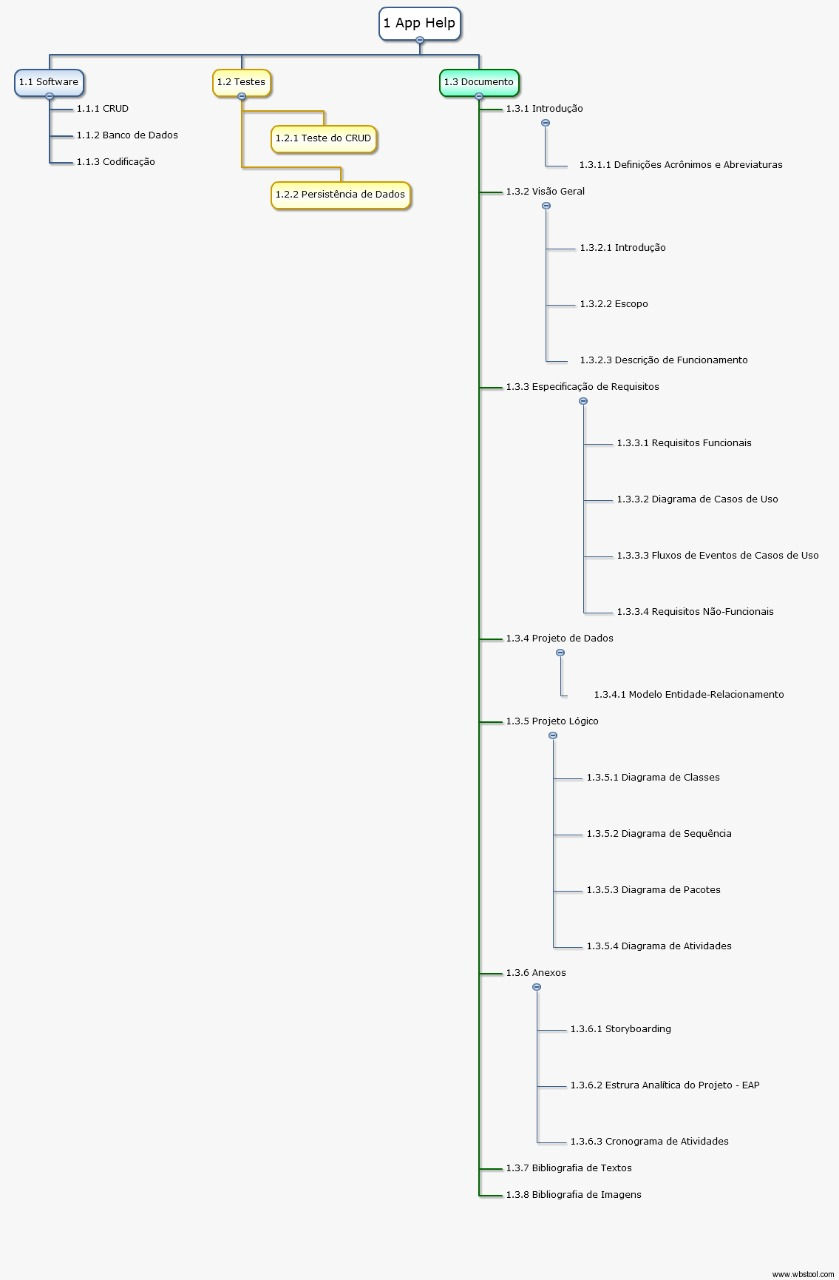 1 App Help
1.1 Software
1.1.1 CRUD
1.1.2 Banco de Dados
1.1.3 Codificação
1.2 Testes
1.2.1 Teste do CRUD
1.2.2 Persistência de Dados
1.3 Documento
1.3.1 Introdução
1.3.1.1 Definições Acrônimos e Abreviaturas
1.3.2 Visão Geral
1.3.2.1 Introdução
1.3.2.2 Escopo
1.3.2.3 Descrição de Funcionamento
1.3.3 Especificação de Requisitos
1.3.3.1 Requisitos Funcionais
1.3.3.2 Diagrama de Casos de Uso
1.3.3.3 Fluxos de Eventos de Casos de Uso
1.3.3.4 Requisitos Não-Funcionais
1.3.4 Projeto de Dados
1.3.4.1 Modelo Entidade-Relacionamento
1.3.5 Projeto Lógico
1.3.5.1 Diagrama de Classes
1.3.5.2 Diagrama de Sequência
1.3.5.3 Diagrama de Pacotes
1.3.5.4 Diagrama de Atividades
1.3.6 Anexos
1.3.6.1 Storyboarding
1.3.6.2 Estrura Analítica do Projeto - EAP
1.3.6.3 Cronograma de Atividades
1.3.7 Bibliografia de Textos
1.3.8 Bibliografia de Imagens
www.wbstool.com